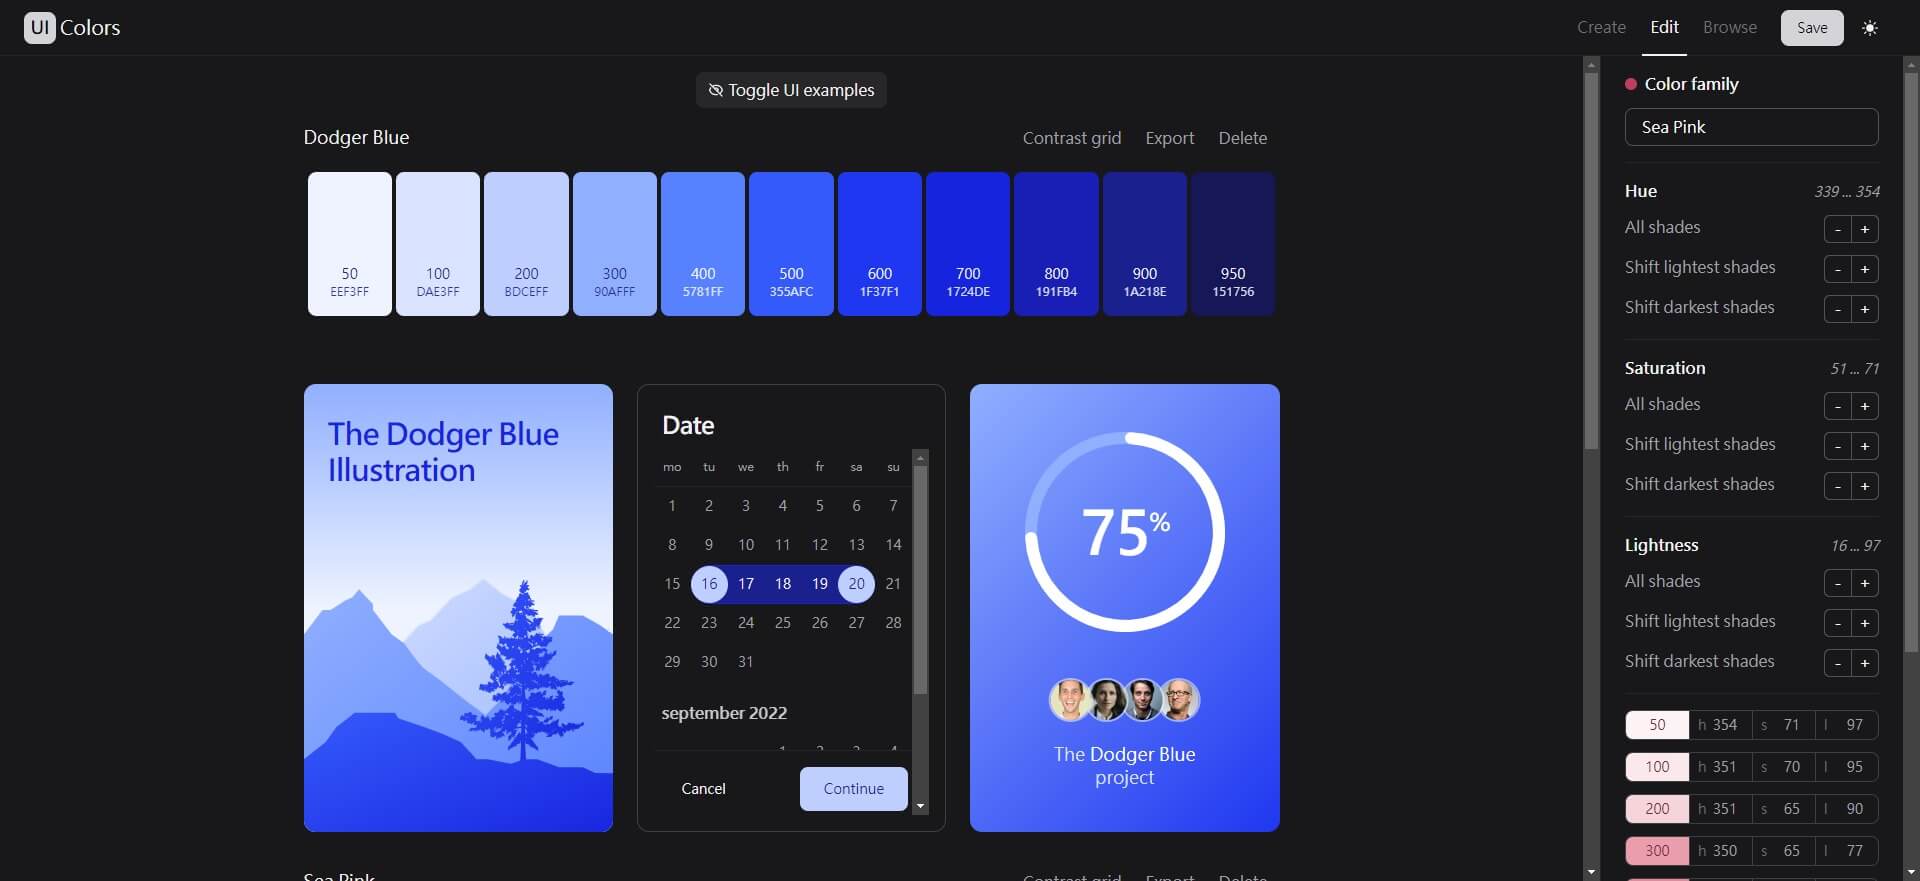 UI Colors
Create Edit Browse Save
Toggle UI examples
Dodger Blue
Contrast grid Export Delete
50 100 200 300 400 500 600 700 800 900 950
EEF3FF DAE3FF BDCEFF 90AFFF 5781FF 355AFC 1F37F1 1724DE 191FB4 1A218E 151756
The Dodger Blue
Illustration
Date
mo tu we th fr sa su
1 2 3 4 5 6 7
8 9 10 11 12 13 14
15 16 17 18 19 20 21
22 23 24 25 26 27 28
29 30 31
september 2022
1 2 3 4
Cancel Continue
75%
The Dodger Blue
project
Sea Pink
Contrast grid Export Delete
Color family
Sea Pink
Hue 339 ... 354
All shades - +
Shift lightest shades - +
Shift darkest shades - +
Saturation 51 ... 71
All shades - +
Shift lightest shades - +
Shift darkest shades - +
Lightness 16 ... 97
All shades - +
Shift lightest shades - +
Shift darkest shades - +
50 h 354 s 71 l 97
100 h 351 s 70 l 95
200 h 351 s 65 l 90
300 h 350 s 65 l 77